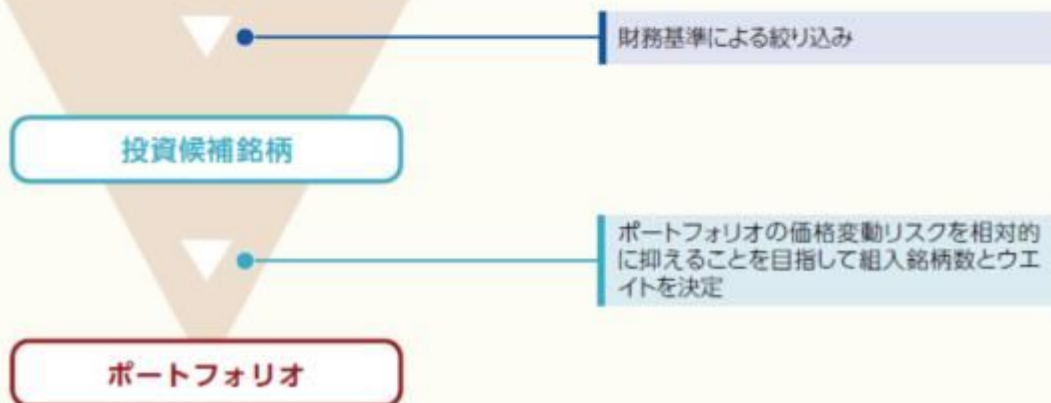 財務基準による絞り込み
投資候補銘柄
ポートフォリオの価格変動リスクを相対的
に抑えることを目指して組入銘柄数とウエ
イトを決定
ポートフォリオ